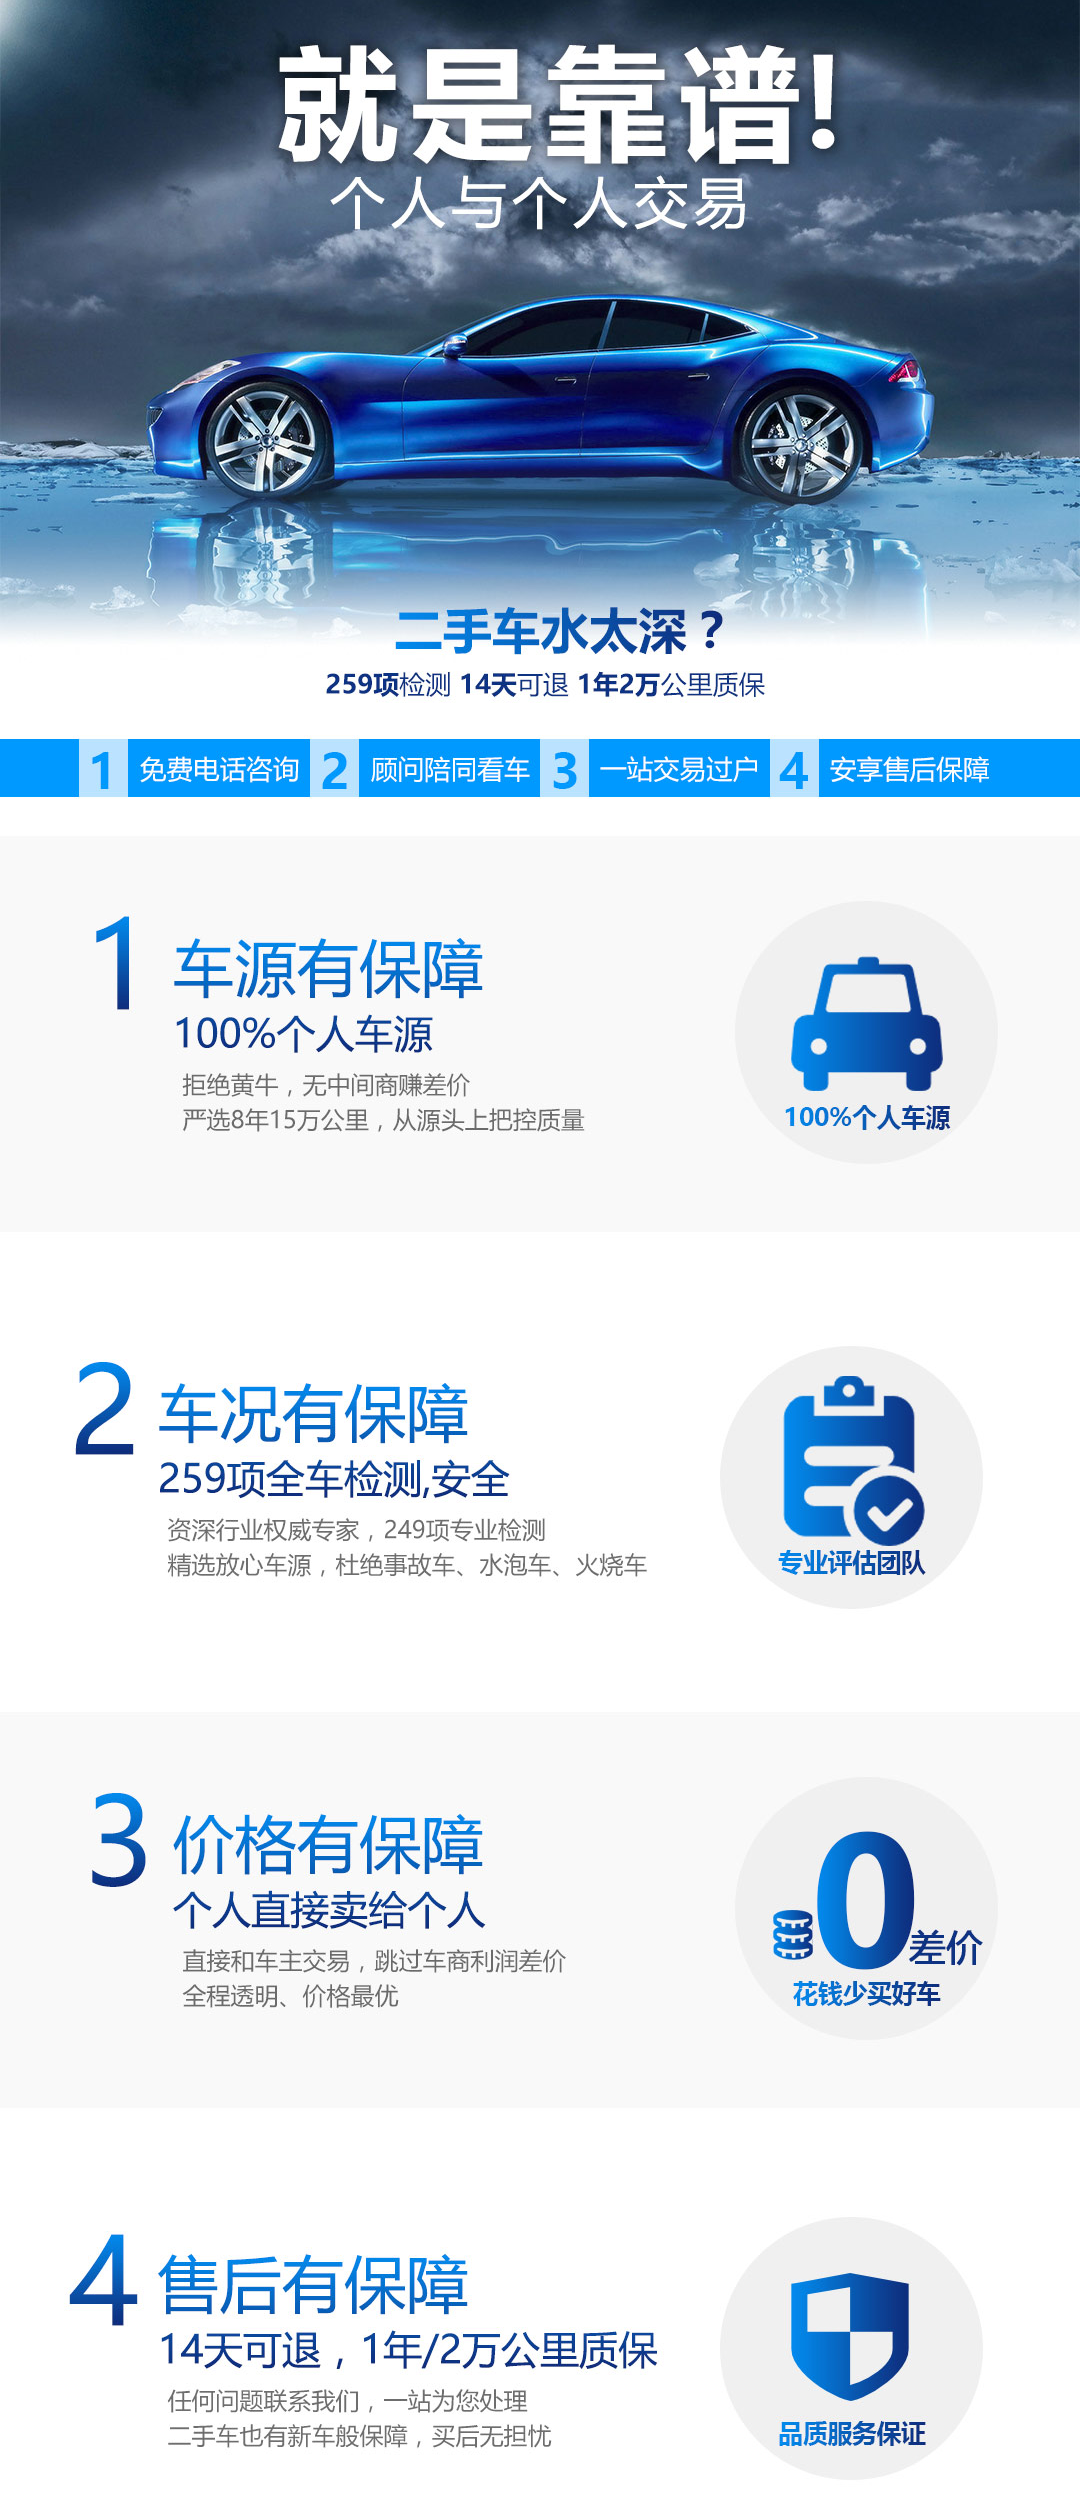 就是靠谱!
个人与个人交易
二手车水太深？
259项检测 14天可退 1年2万公里质保
1 免费电话咨询 2 顾问陪同看车 3 一站交易过户 4 安享售后保障
1 车源有保障
100%个人车源
拒绝黄牛，无中间商赚差价
严选8年15万公里，从源头上把控质量
100%个人车源
2 车况有保障
259项全车检测,安全
资深行业权威专家，249项专业检测
精选放心车源，杜绝事故车、水泡车、火烧车
专业评估团队
3 价格有保障
个人直接卖给个人
直接和车主交易，跳过车商利润差价
全程透明、价格最优
0差价
花钱少买好车
4 售后有保障
14天可退，1年/2万公里质保
任何问题联系我们，一站为您处理
二手车也有新车般保障，买后无担忧
品质服务保证